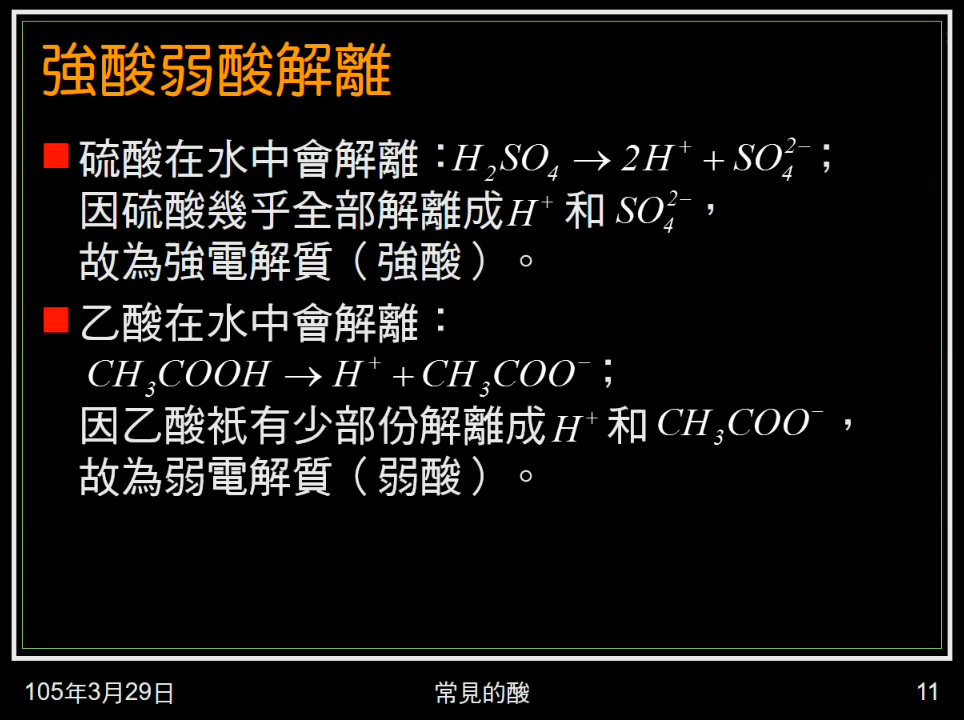 強酸弱酸解離
硫酸在水中會解離：H₂SO₄ → 2H⁺ + SO₄²⁻；
因硫酸幾乎全部解離成 H⁺ 和 SO₄²⁻，
故為強電解質（強酸）。
乙酸在水中會解離：
CH₃COOH → H⁺ + CH₃COO⁻；
因乙酸衹有少部份解離成 H⁺ 和 CH₃COO⁻，
故為弱電解質（弱酸）。
105年3月29日
常見的酸
11